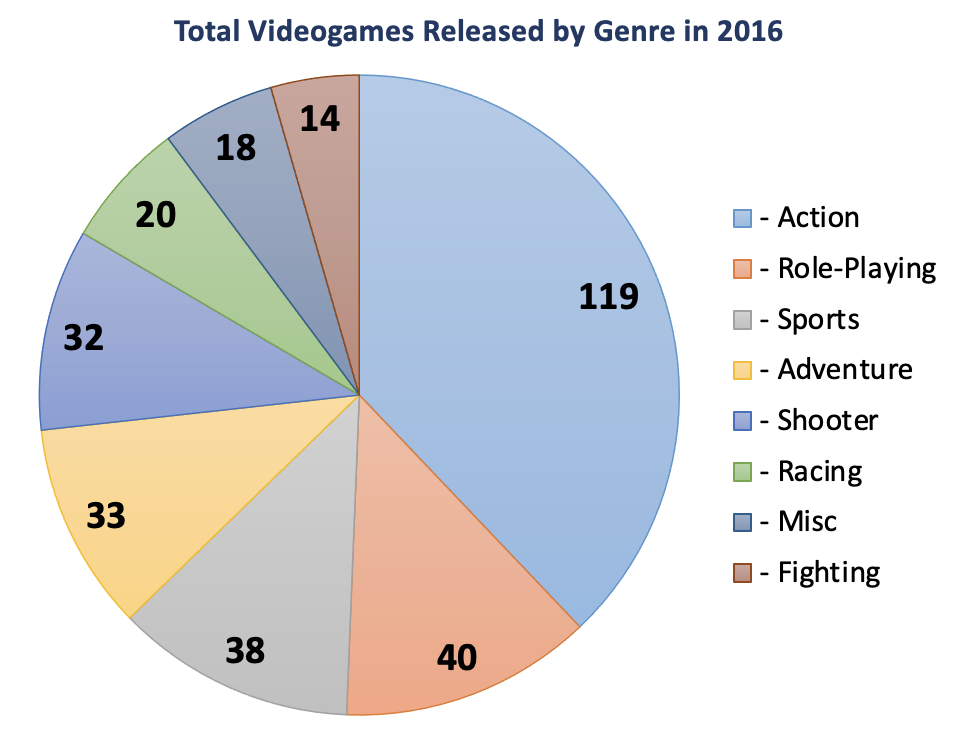 Total Videogames Released by Genre in 2016
14
18
119
- Action
20
- Role-Playing
32
- Sports
- Adventure
- Shooter
33
- Racing
- Misc
38
40
- Fighting